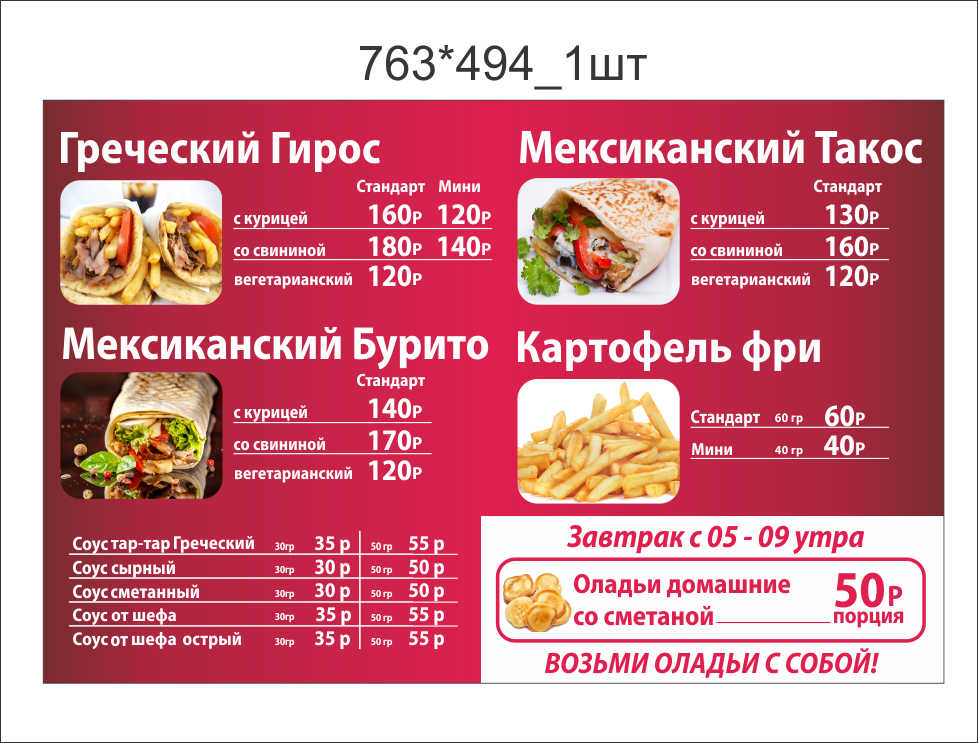 763*494_1шт
Греческий Гирос
Стандарт Мини
с курицей 160Р 120Р
со свининой 180Р 140Р
вегетарианский 120Р
Мексиканский Такос
Стандарт
с курицей 130Р
со свининой 160Р
вегетарианский 120Р
Мексиканский Бурито
Стандарт
с курицей 140Р
со свининой 170Р
вегетарианский 120Р
Картофель фри
Стандарт 60 гр 60Р
Мини 40 гр 40Р
Соус тар-тар Греческий 30гр 35 р 50 гр 55 р
Соус сырный 30гр 30 р 50 гр 50 р
Соус сметанный 30гр 30 р 50 гр 50 р
Соус от шефа 30гр 35 р 50 гр 55 р
Соус от шефа острый 30гр 35 р 50 гр 55 р
Завтрак с 05 - 09 утра
Оладьи домашние
со сметаной 50Р
порция
ВОЗЬМИ ОЛАДЬИ С СОБОЙ!